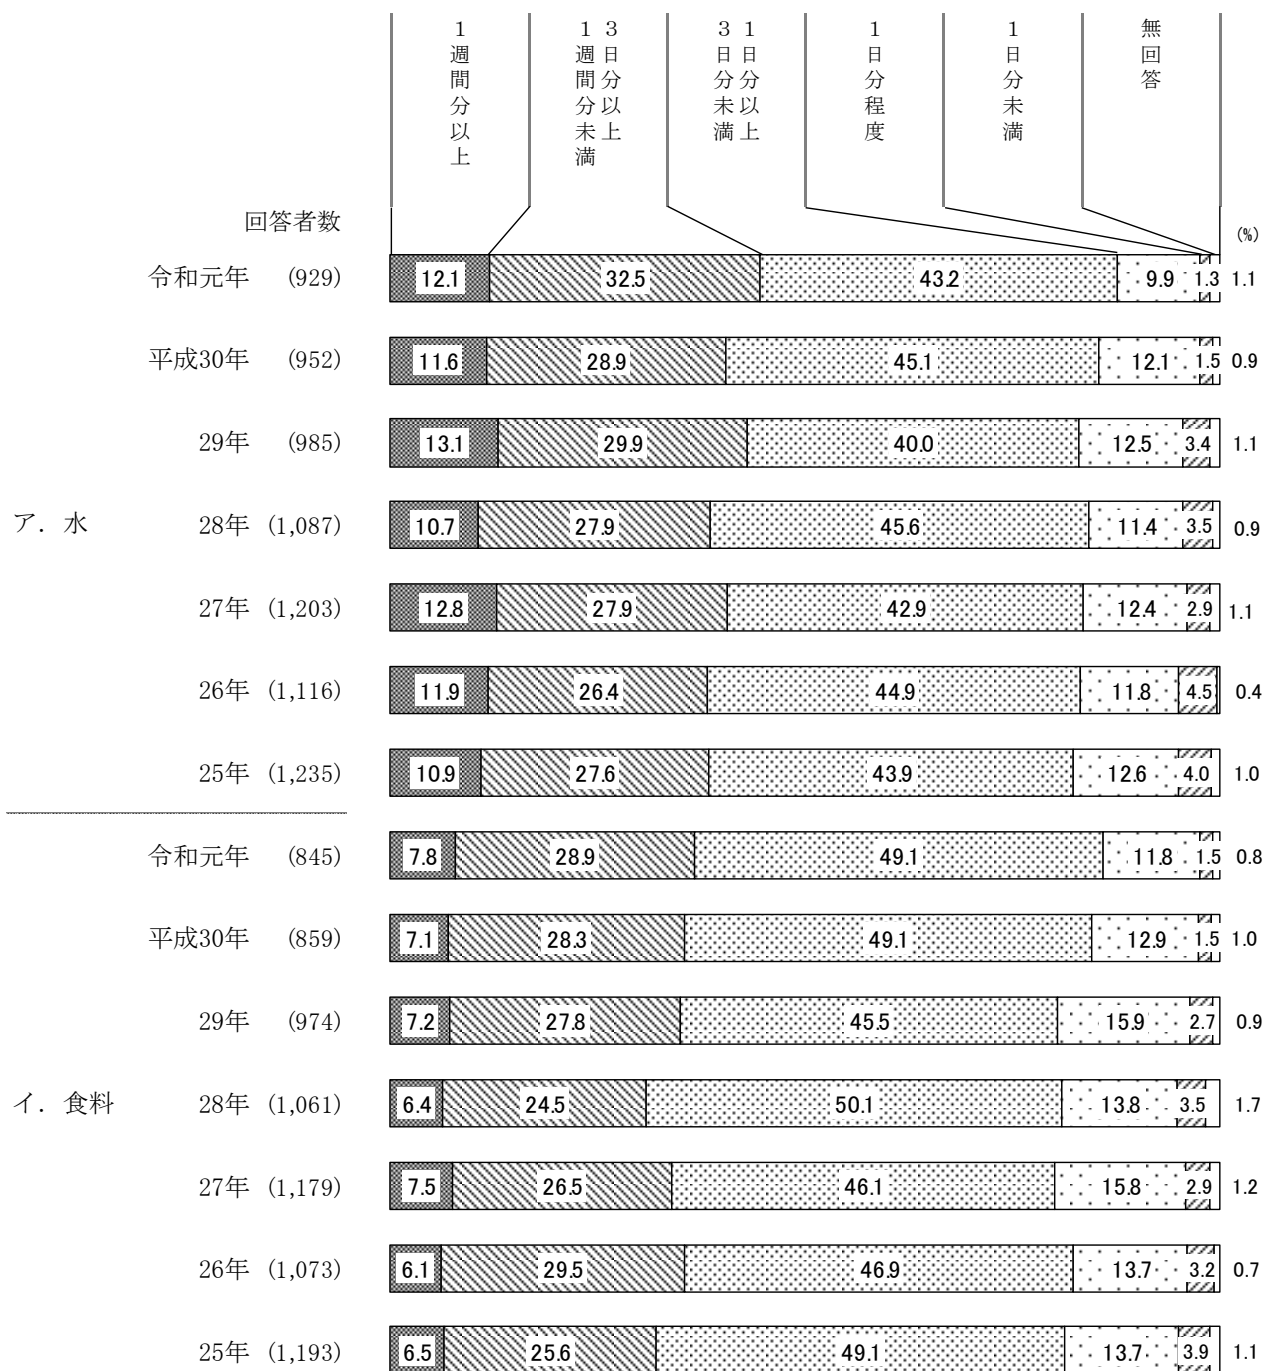 1週間分以上
3日分以上
1週間分未満
1日分以上
3日分未満
1日分程度
1日分未満
無回答
回答者数
(%)
令和元年 (929) 12.1 32.5 43.2 9.9 1.3 1.1
平成30年 (952) 11.6 28.9 45.1 12.1 1.5 0.9
29年 (985) 13.1 29.9 40.0 12.5 3.4 1.1
ア．水 28年 (1,087) 10.7 27.9 45.6 11.4 3.5 0.9
27年 (1,203) 12.8 27.9 42.9 12.4 2.9 1.1
26年 (1,116) 11.9 26.4 44.9 11.8 4.5 0.4
25年 (1,235) 10.9 27.6 43.9 12.6 4.0 1.0
令和元年 (845) 7.8 28.9 49.1 11.8 1.5 0.8
平成30年 (859) 7.1 28.3 49.1 12.9 1.5 1.0
29年 (974) 7.2 27.8 45.5 15.9 2.7 0.9
イ．食料 28年 (1,061) 6.4 24.5 50.1 13.8 3.5 1.7
27年 (1,179) 7.5 26.5 46.1 15.8 2.9 1.2
26年 (1,073) 6.1 29.5 46.9 13.7 3.2 0.7
25年 (1,193) 6.5 25.6 49.1 13.7 3.9 1.1